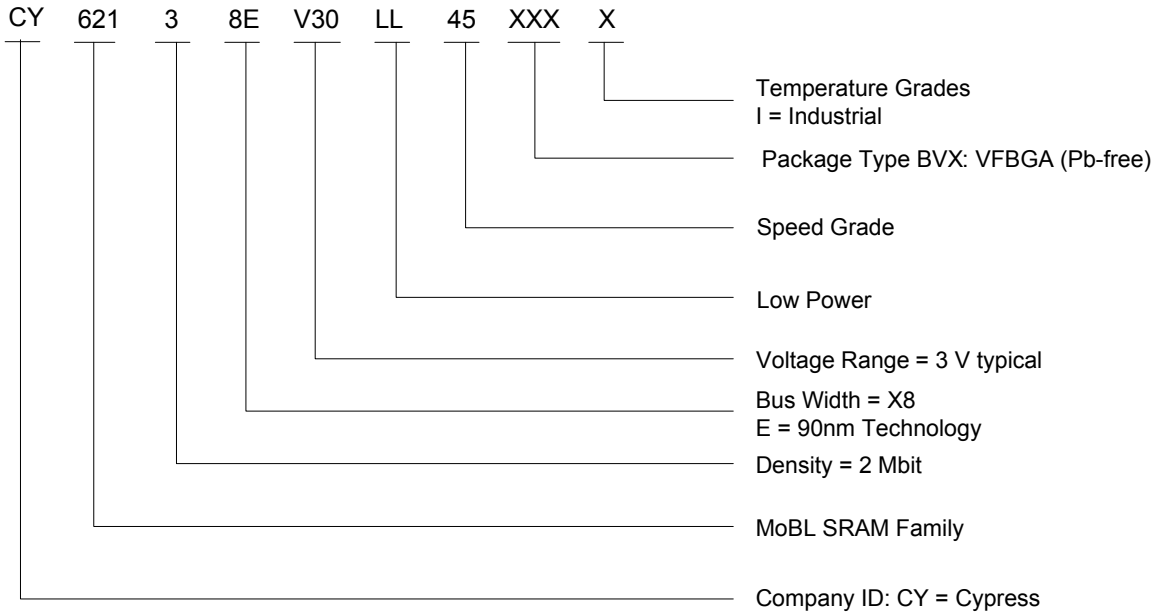 CY 621 3 8E V30 LL 45 XXX X
Temperature Grades
I = Industrial
Package Type BVX: VFBGA (Pb-free)
Speed Grade
Low Power
Voltage Range = 3 V typical
Bus Width = X8
E = 90nm Technology
Density = 2 Mbit
MoBL SRAM Family
Company ID: CY = Cypress